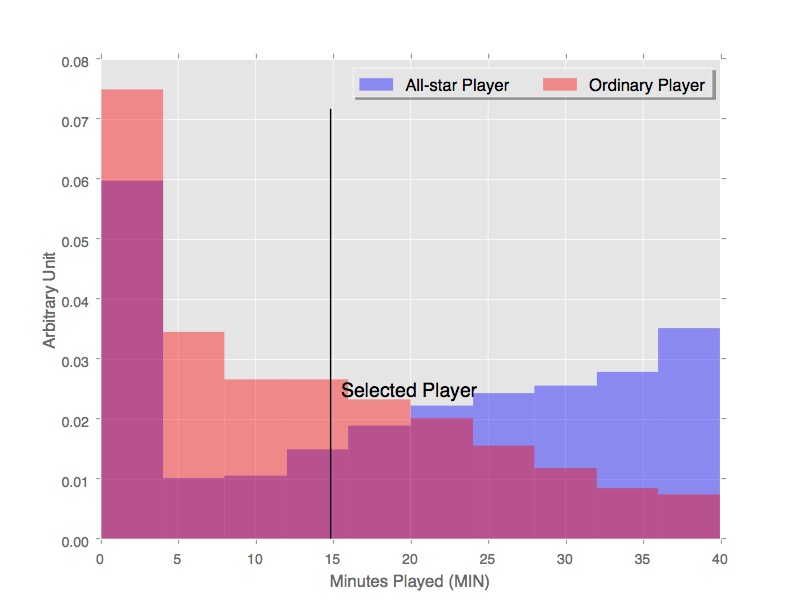 All-star Player Ordinary Player
0.08
0.07
0.06
0.05
0.04
0.03
0.02
0.01
0.00
Arbitrary Unit
Selected Player
0 5 10 15 20 25 30 35 40
Minutes Played (MIN)